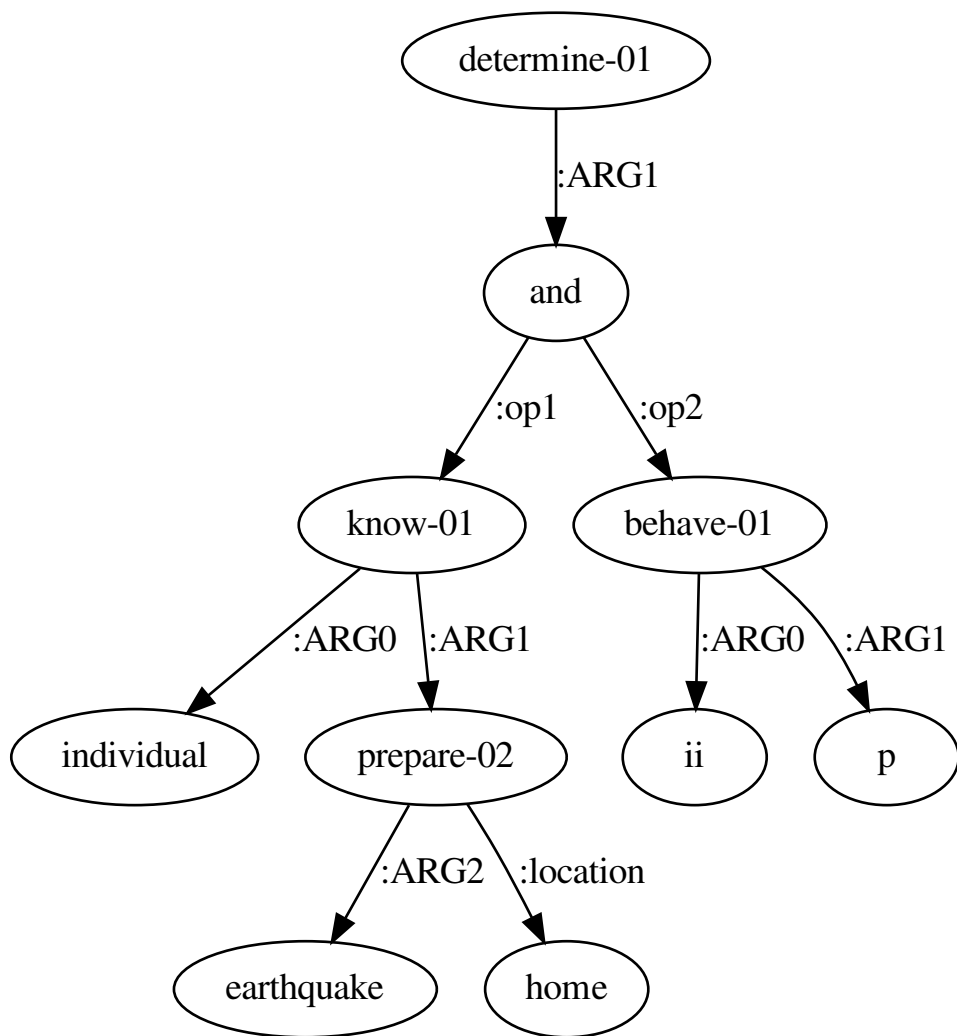 determine-01
:ARG1
and
:op1 :op2
know-01 behave-01
:ARG0 :ARG1 :ARG0 :ARG1
individual prepare-02 ii p
:ARG2 :location
earthquake home